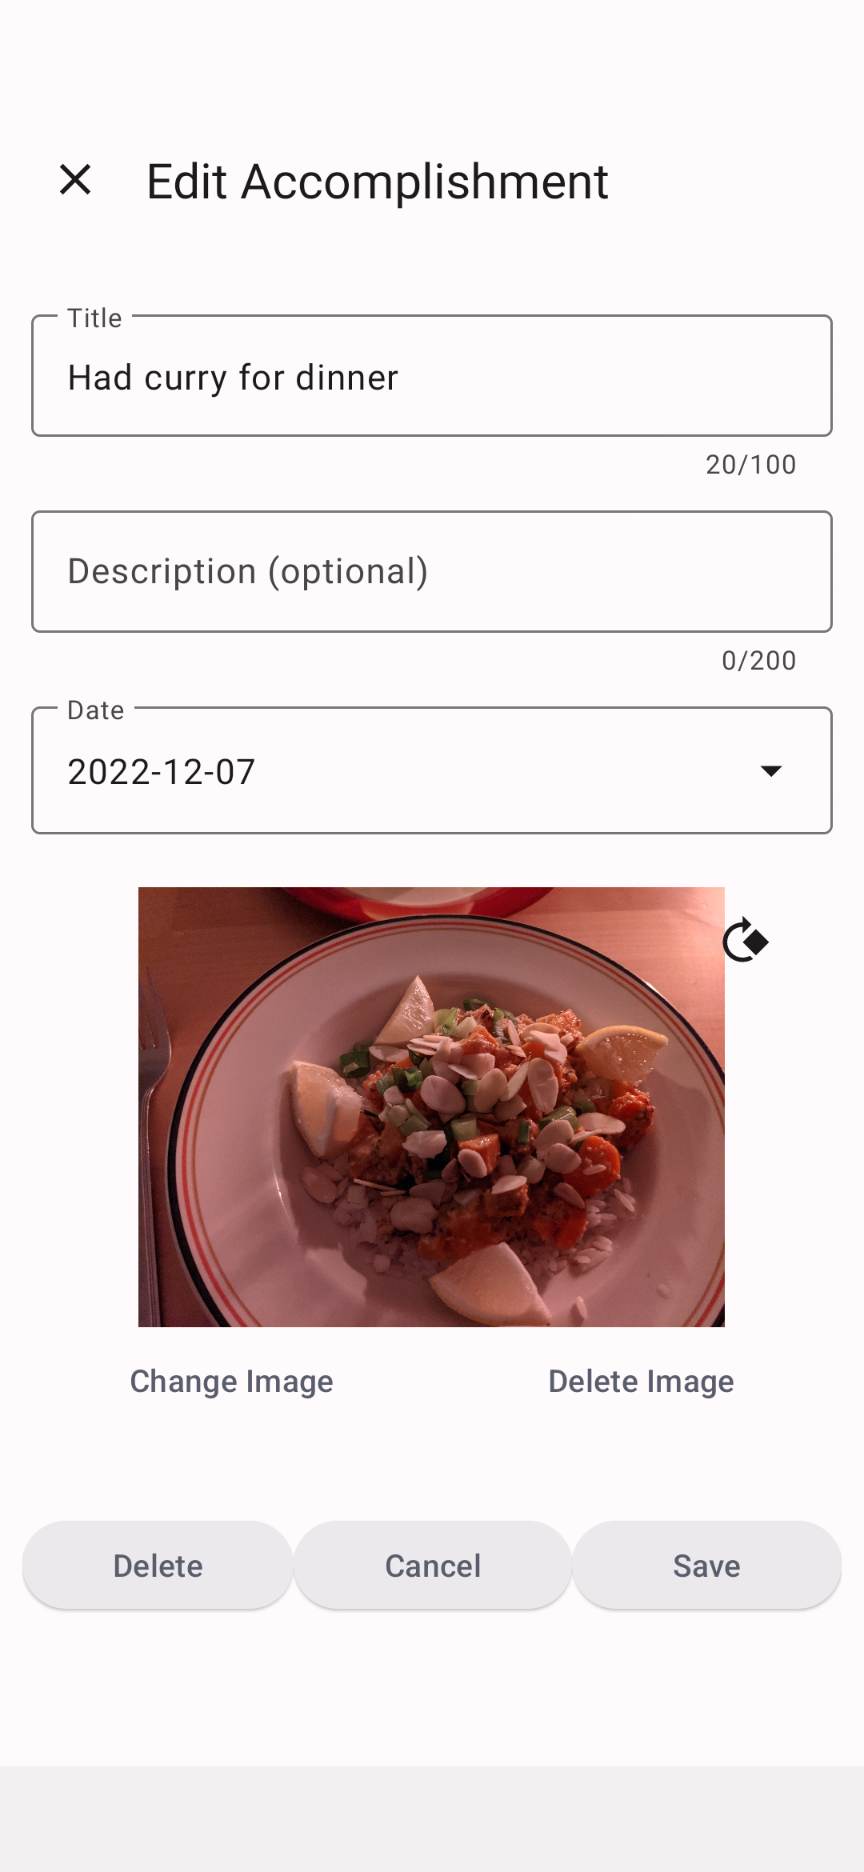 Edit Accomplishment
Title
Had curry for dinner
20/100
Description (optional)
0/200
Date
2022-12-07
Change Image
Delete Image
Delete
Cancel
Save